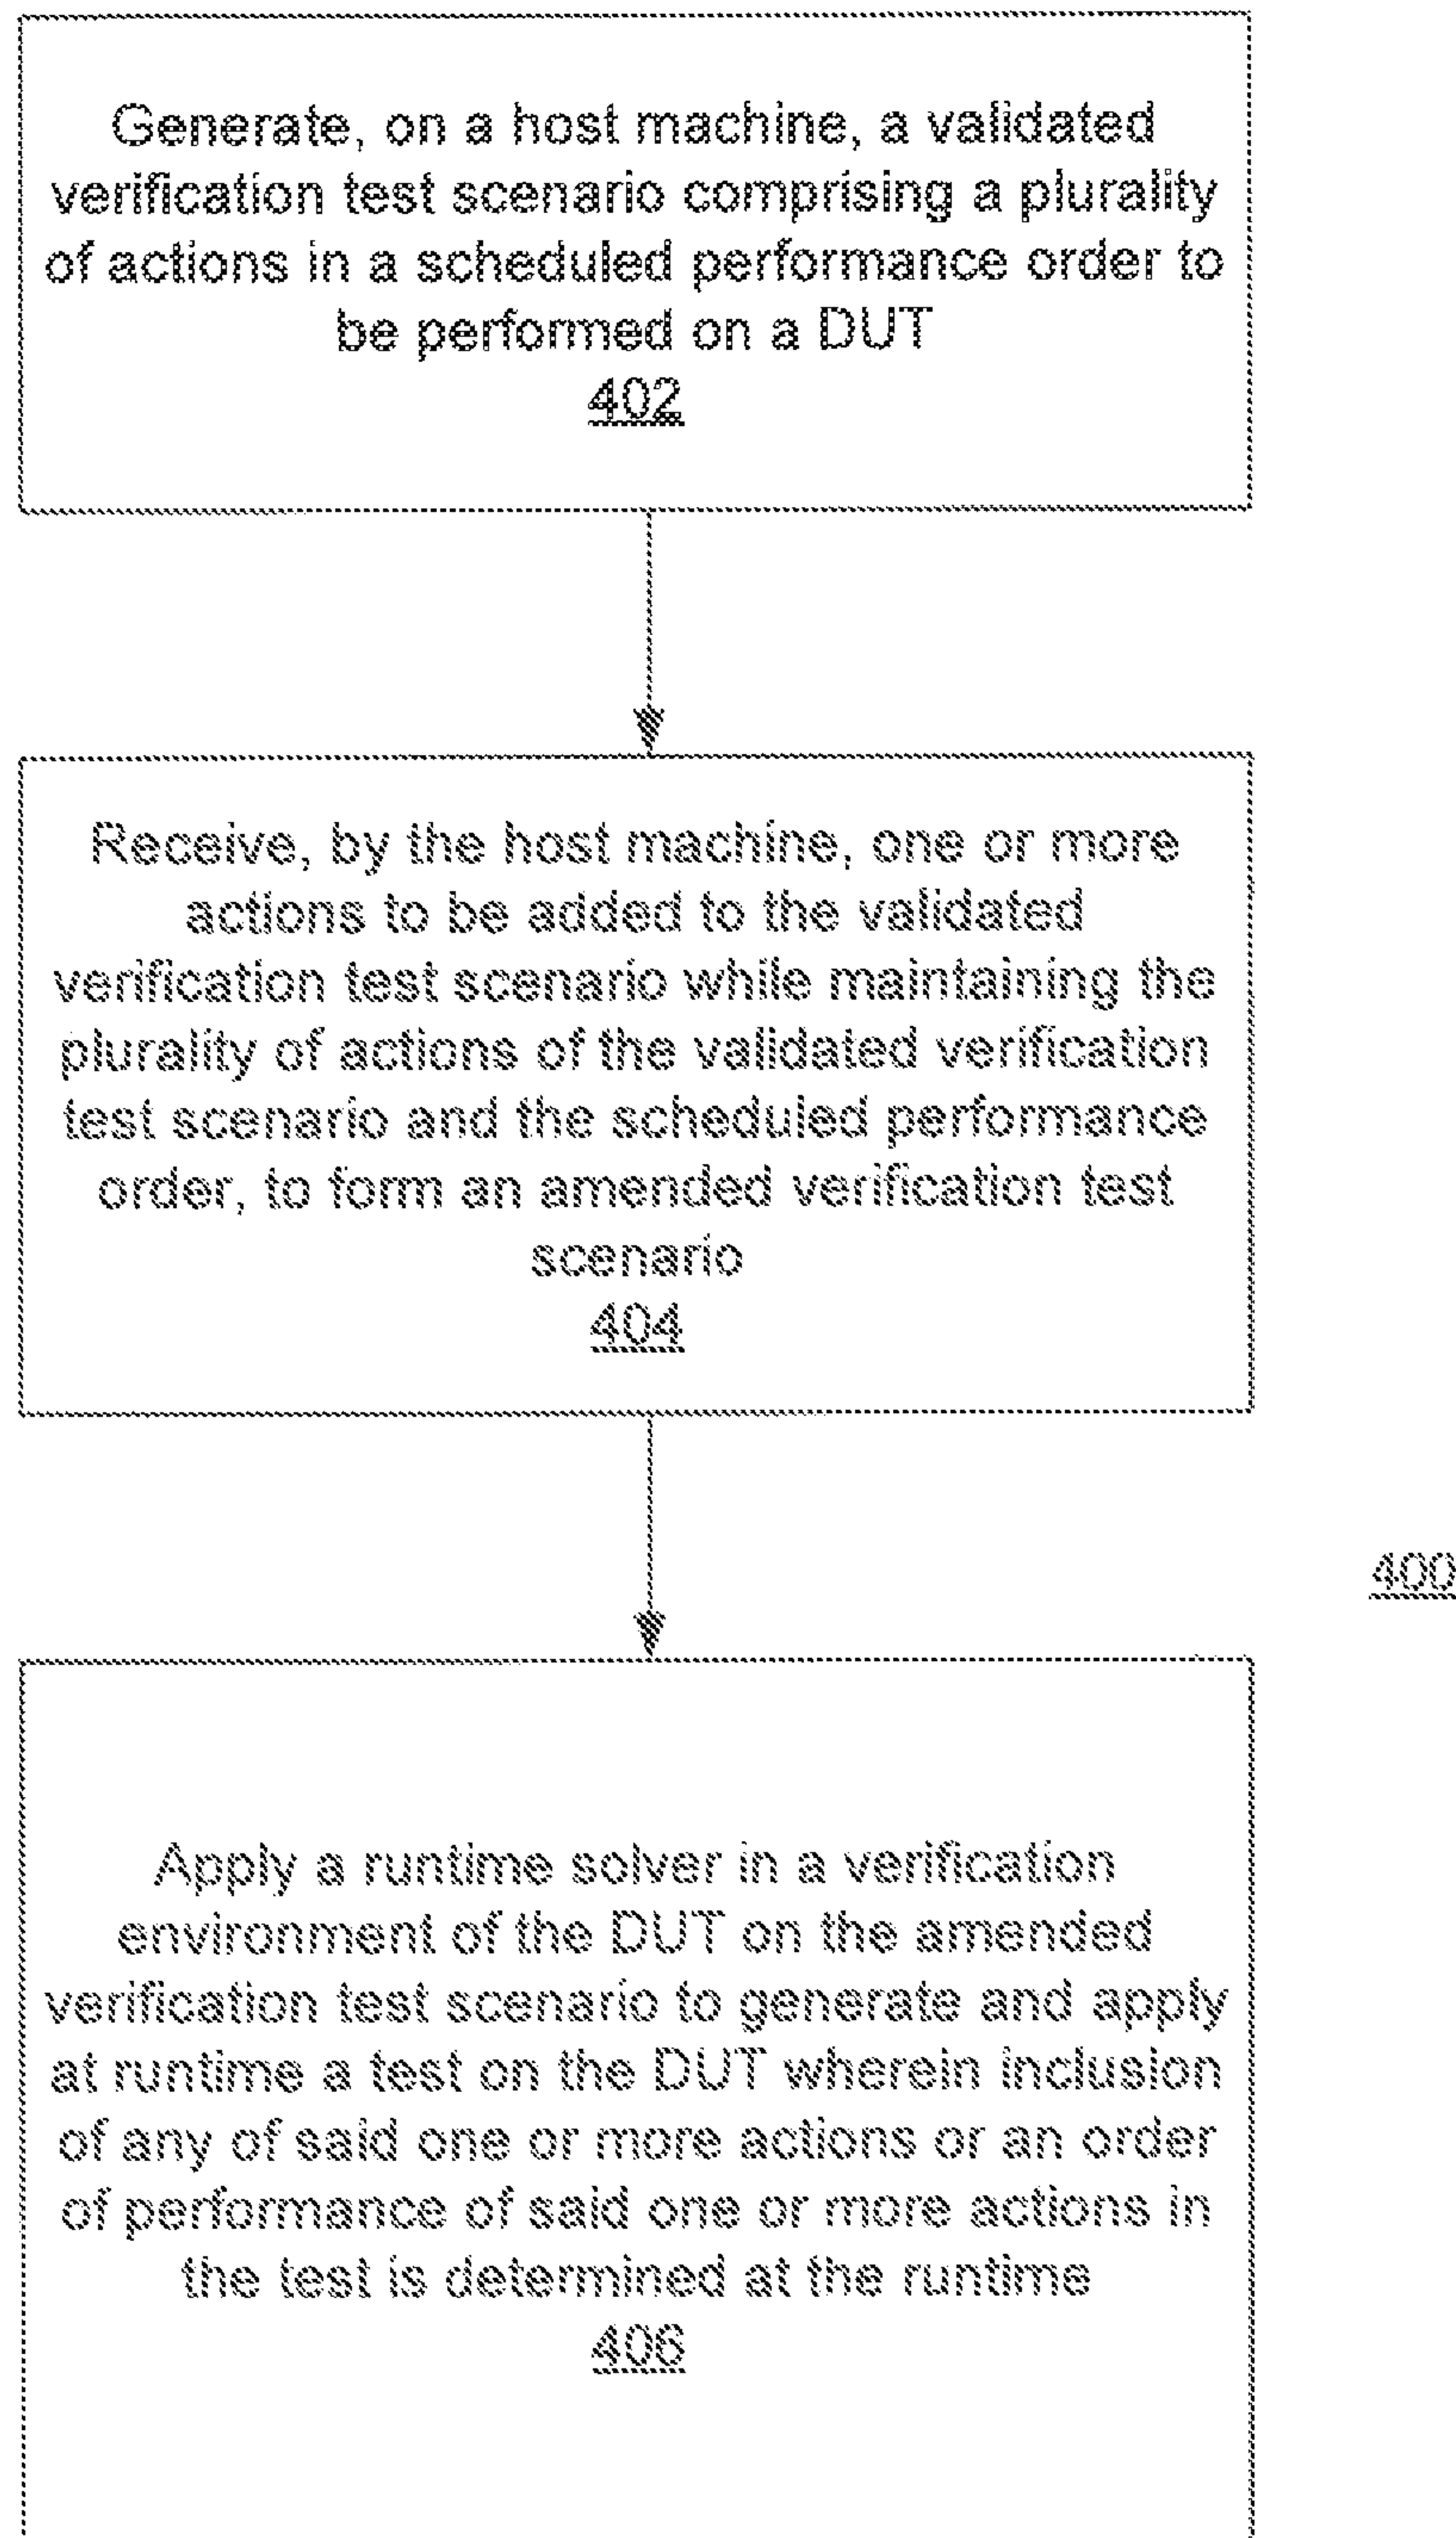 Generate, on a host machine, a validated
verification test scenario comprising a plurality
of actions in a scheduled performance order to
be performed on a DUT
402
Receive, by the host machine, one or more
actions to be added to the validated
verification test scenario while maintaining the
plurality of actions of the validated verification
test scenario and the scheduled performance
order, to form an amended verification test
scenario
404
400
Apply a runtime solver in a verification
environment of the DUT on the amended
verification test scenario to generate and apply
at runtime a test on the DUT wherein inclusion
of any of said one or more actions or an order
of performance of said one or more actions in
the test is determined at the runtime
406